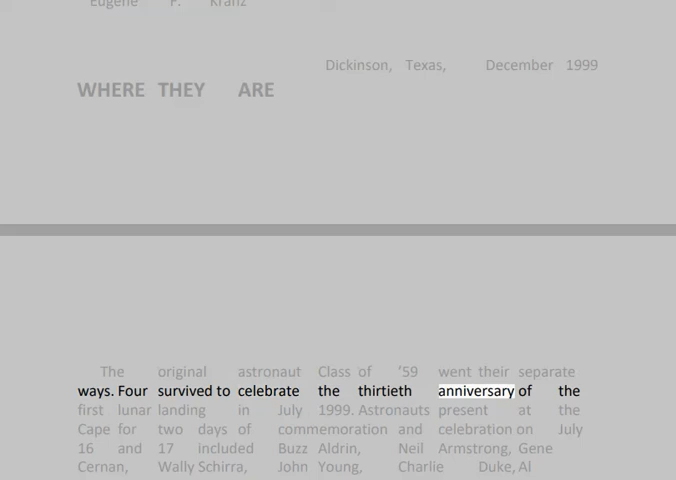 Eugene F. Kranz
Dickinson, Texas, December 1999
WHERE THEY ARE
The original astronaut Class of ’59 went their separate
ways. Four survived to celebrate the thirtieth anniversary of the
first lunar landing in July 1999. Astronauts present at the
Cape for two days of commemoration and celebration on July
16 and 17 included Buzz Aldrin, Neil Armstrong, Gene
Cernan, Wally Schirra, John Young, Charlie Duke, Al